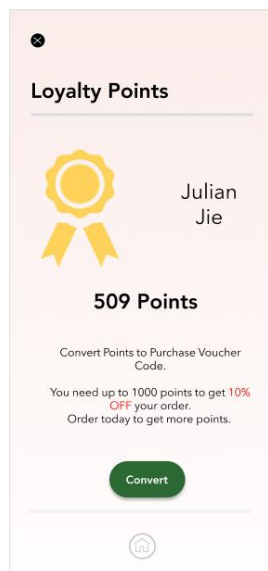 Loyalty Points
Julian
Jie
509 Points
Convert Points to Purchase Voucher
Code.
You need up to 1000 points to get 10%
OFF your order.
Order today to get more points.
Convert